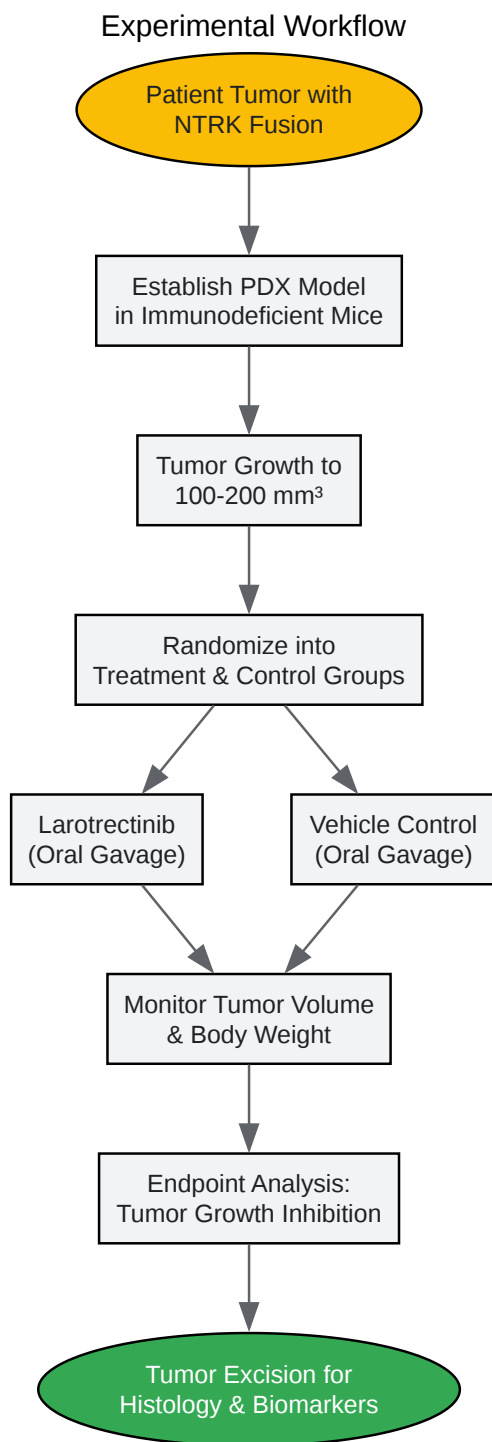 Experimental Workflow
Patient Tumor with
NTRK Fusion
Establish PDX Model
in Immunodeficient Mice
Tumor Growth to
100-200 mm³
Randomize into
Treatment & Control Groups
Larotrectinib
(Oral Gavage)
Vehicle Control
(Oral Gavage)
Monitor Tumor Volume
& Body Weight
Endpoint Analysis:
Tumor Growth Inhibition
Tumor Excision for
Histology & Biomarkers